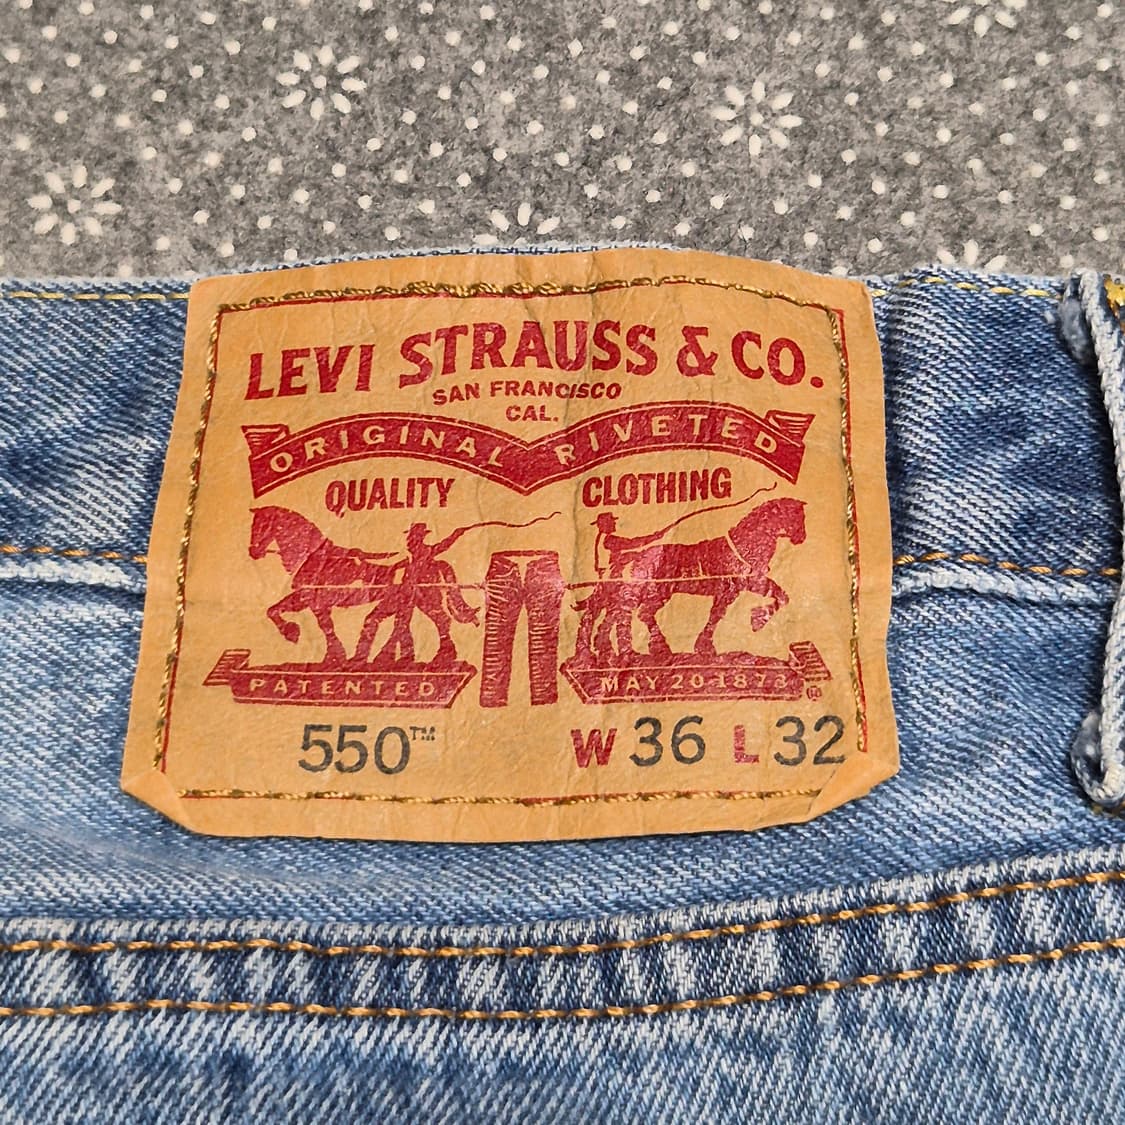 LEVI STRAUSS & CO.
SAN FRANCISCO
CAL.
ORIGINAL RIVETED
QUALITY CLOTHING
PATENTED MAY 20 1873 ®
550™ W 36 L 32